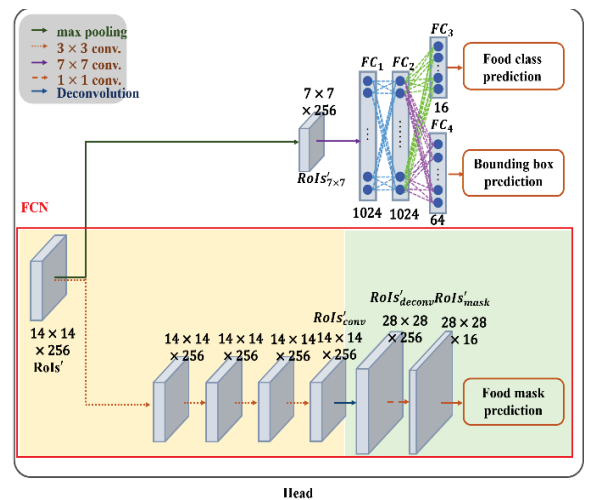 max pooling
3 × 3 conv.
7 × 7 conv.
1 × 1 conv.
Deconvolution
FC₁
FC₂
FC₃
Food class
prediction
7 × 7
× 256
16
FC₄
RoIs′₇ₓ₇
Bounding box
prediction
1024
1024
64
FCN
14 × 14
× 256
RoIs′
14 × 14
× 256
14 × 14
× 256
14 × 14
× 256
RoIs′conv
14 × 14
× 256
RoIs′deconv
28 × 28
× 256
RoIs′mask
28 × 28
× 16
Food mask
prediction
Head